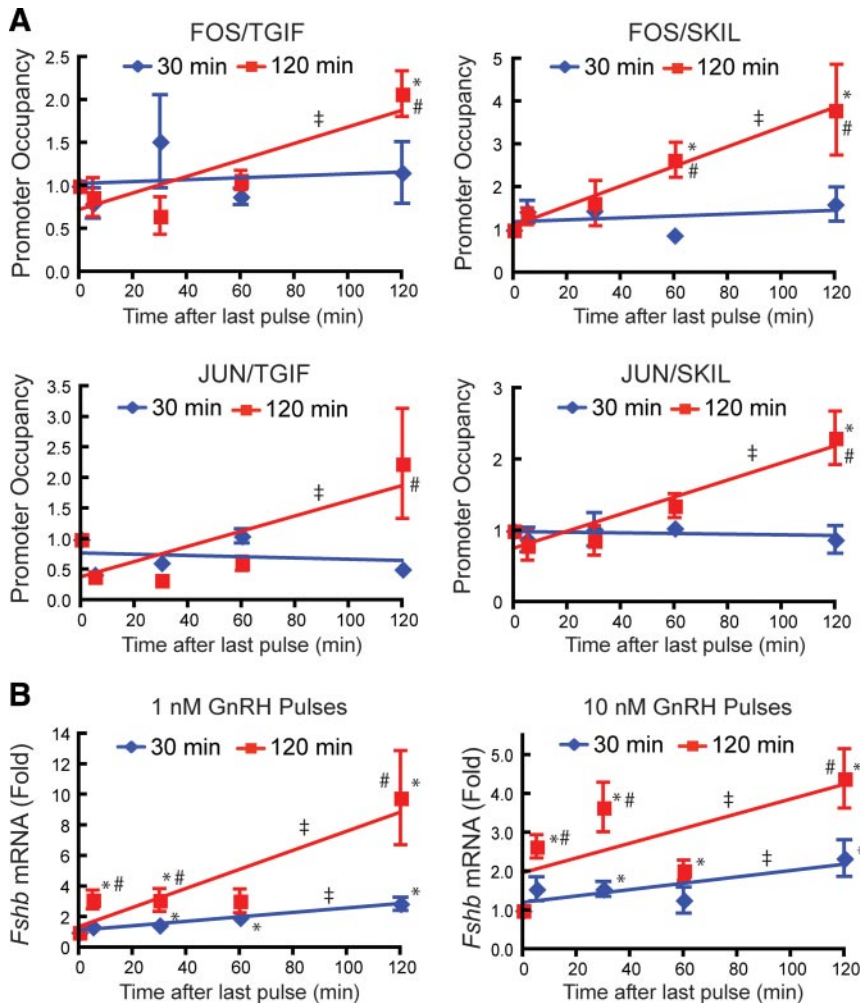 A
FOS/TGIF
30 min 120 min
Promoter Occupancy
2.5
2.0
1.5
1.0
0.5
0.0
‡
*
#
0 20 40 60 80 100 120
Time after last pulse (min)
FOS/SKIL
30 min 120 min
Promoter Occupancy
5
4
3
2
1
0
*
#
‡
*
#
0 20 40 60 80 100 120
Time after last pulse (min)
JUN/TGIF
30 min 120 min
Promoter Occupancy
3.5
3.0
2.5
2.0
1.5
1.0
0.5
0.0
‡
#
0 20 40 60 80 100 120
Time after last pulse (min)
JUN/SKIL
30 min 120 min
Promoter Occupancy
3
2
1
0
‡
*
#
0 20 40 60 80 100 120
Time after last pulse (min)
B
1 nM GnRH Pulses
30 min 120 min
Fshb mRNA (Fold)
14
12
10
8
6
4
2
0
*#
*#
*
*
‡
‡
# *
*
0 20 40 60 80 100 120
Time after last pulse (min)
10 nM GnRH Pulses
30 min 120 min
Fshb mRNA (Fold)
5.0
4.0
3.0
2.0
1.0
0.0
*#
*#
*
*
‡
‡
# *
*
0 20 40 60 80 100 120
Time after last pulse (min)